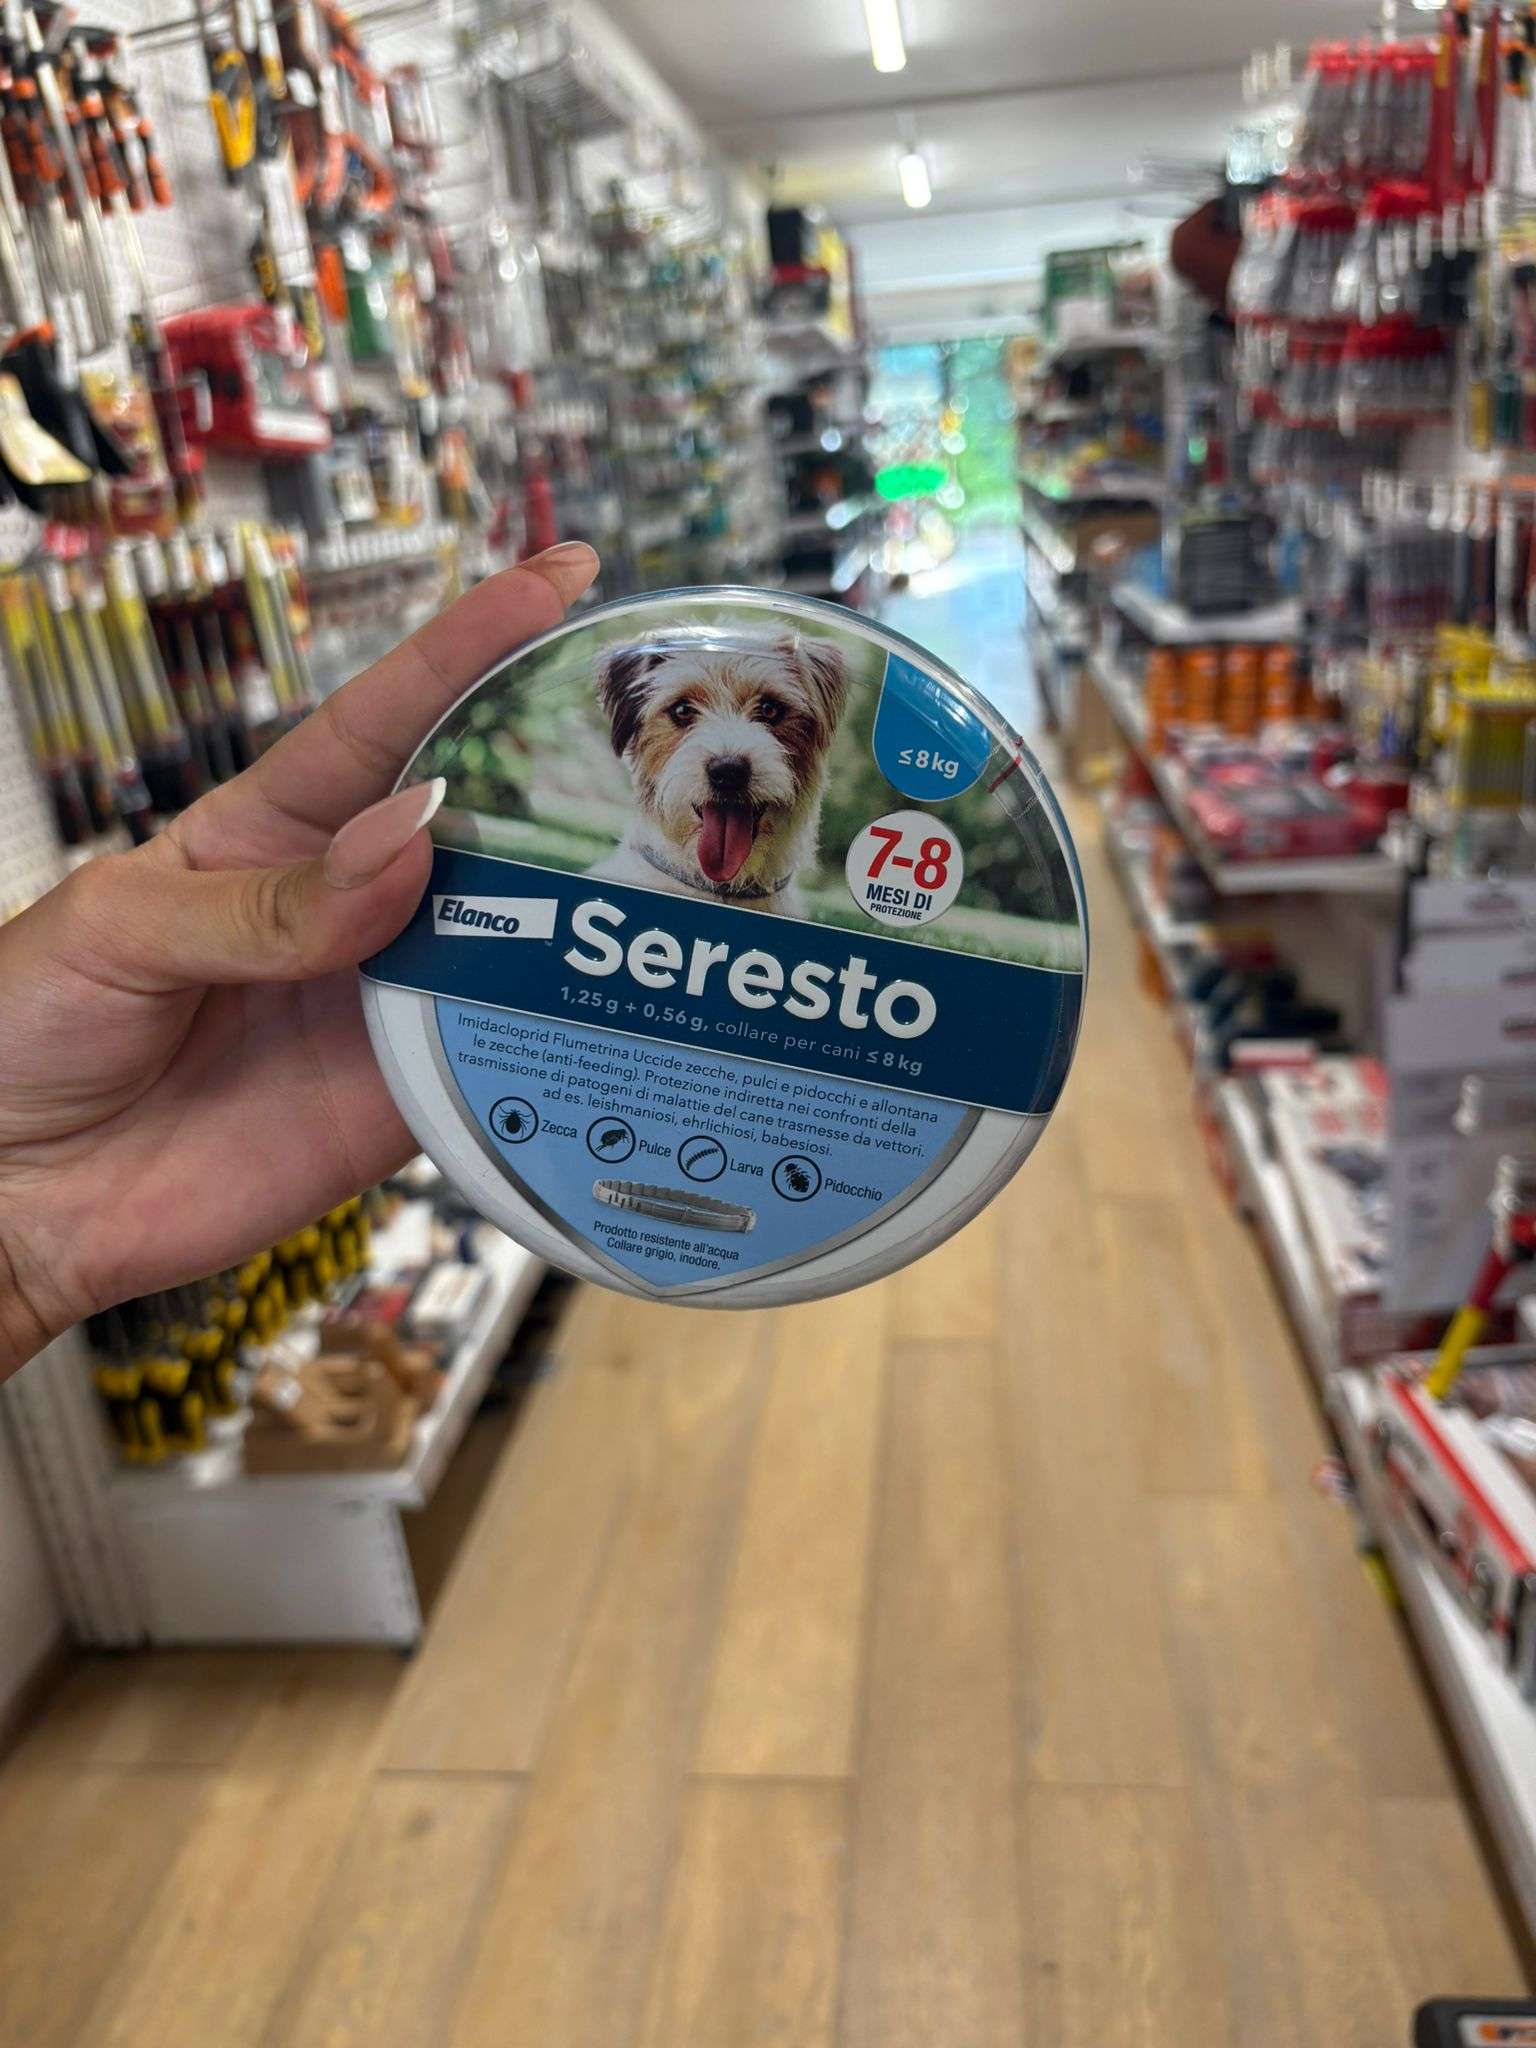 ≤ 8 kg
7-8
MESI DI
PROTEZIONE
Elanco
Seresto
1,25 g + 0,56 g, collare per cani ≤ 8 kg
Imidacloprid Flumetrina Uccide zecche, pulci e pidocchi e allontana
le zecche (anti-feeding). Protezione indiretta nei confronti della
trasmissione di patogeni di malattie del cane trasmesse da vettori.
ad es. leishmaniosi, ehrlichiosi, babesiosi.
Zecca
Pulce
Larva
Pidocchio
Prodotto resistente all'acqua
Collare grigio, inodore.